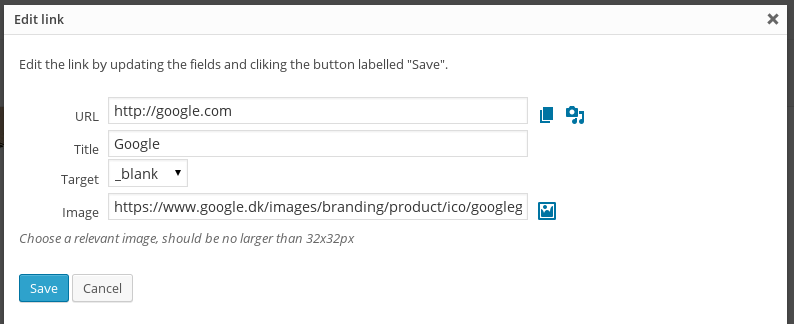 Edit link
Edit the link by updating the fields and cliking the button labelled "Save".
URL http://google.com
Title Google
Target _blank
Image https://www.google.dk/images/branding/product/ico/googleg
Choose a relevant image, should be no larger than 32x32px
Save Cancel